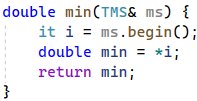 double min(TMS& ms) {
    it i = ms.begin();
    double min = *i;
    return min;
}